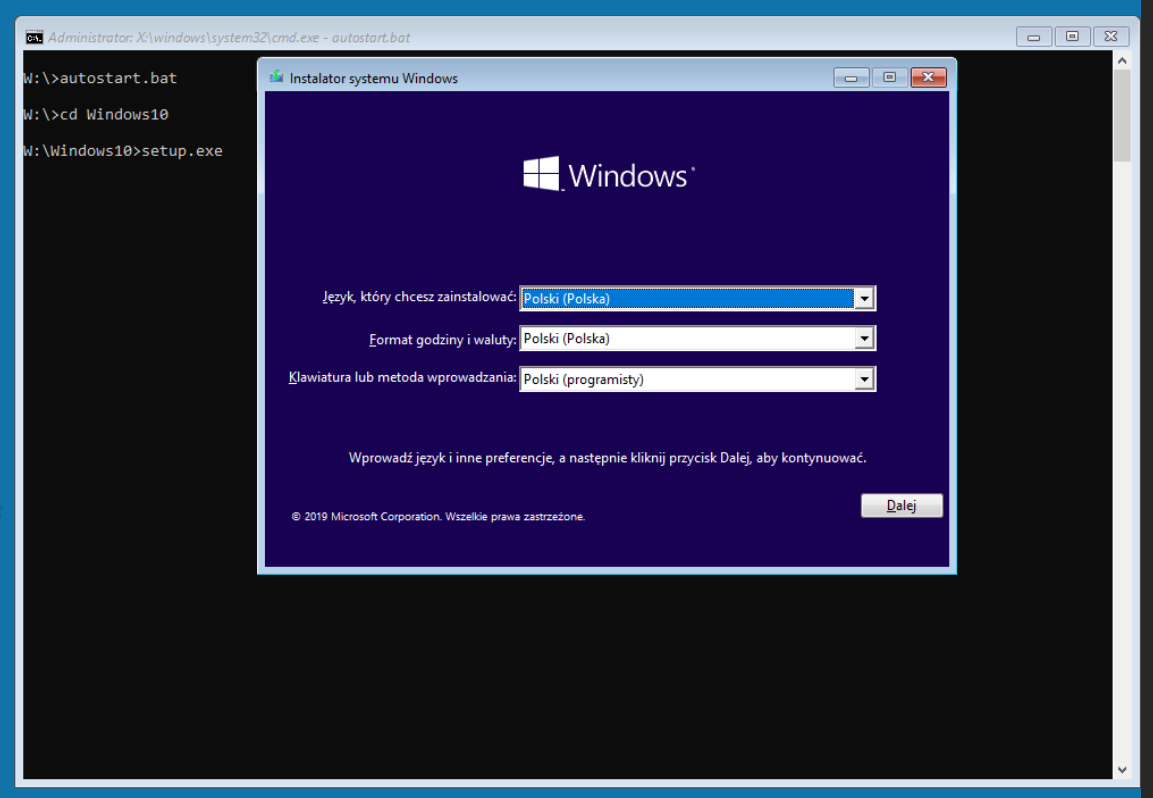 Administrator: X:\windows\system32\cmd.exe - autostart.bat
W:\>autostart.bat
W:\>cd Windows10
W:\Windows10>setup.exe
Instalator systemu Windows
Windows
Język, który chcesz zainstalować: Polski (Polska)
Format godziny i waluty: Polski (Polska)
Klawiatura lub metoda wprowadzania: Polski (programisty)
Wprowadź język i inne preferencje, a następnie kliknij przycisk Dalej, aby kontynuować.
© 2019 Microsoft Corporation. Wszelkie prawa zastrzeżone.
Dalej